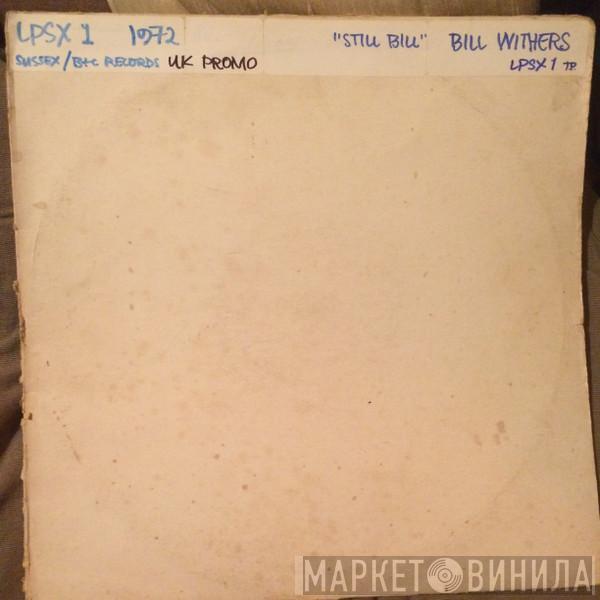 LPSX 1 1972 "STILL BILL" BILL WITHERS
SUSSEX/B+C RECORDS UK PROMO LPSX 1 TP
МАРКЕТ ВИНИЛА